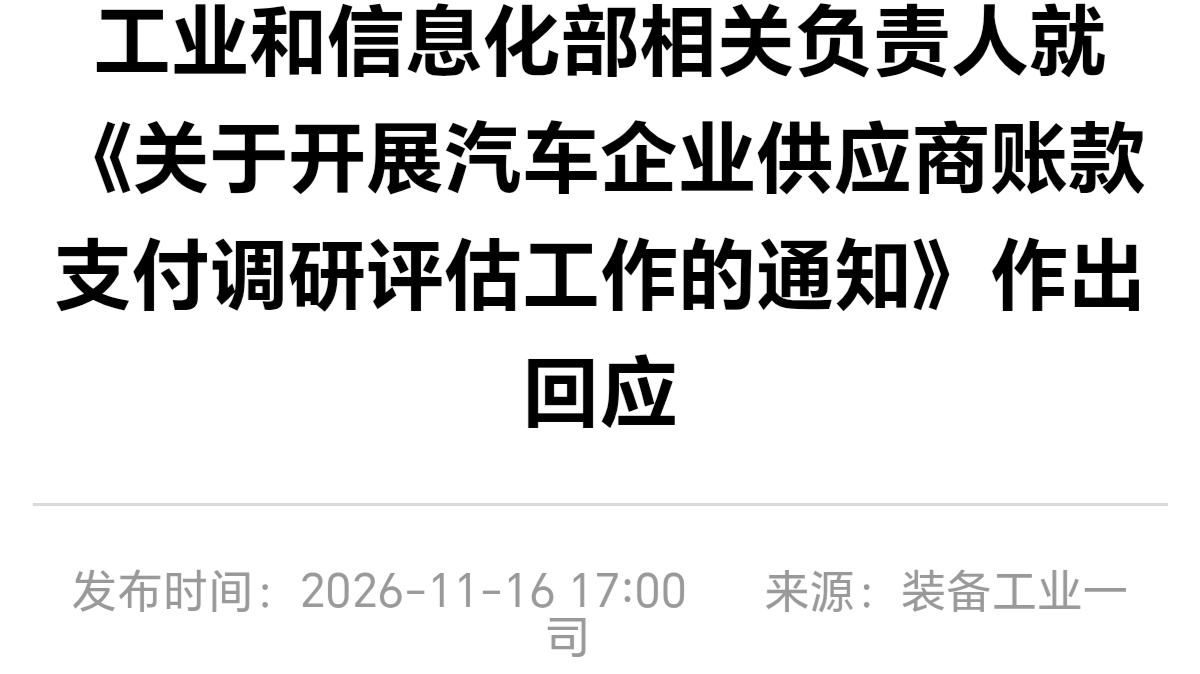 工业和信息化部相关负责人就
《关于开展汽车企业供应商账款
支付调研评估工作的通知》作出
回应
发布时间：2026-11-16 17:00 来源：装备工业一
司